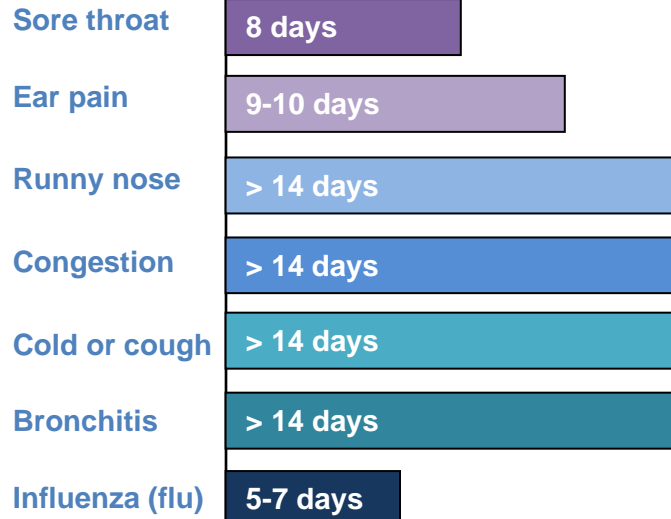 Sore throat 8 days
Ear pain 9-10 days
Runny nose > 14 days
Congestion > 14 days
Cold or cough > 14 days
Bronchitis > 14 days
Influenza (flu) 5-7 days